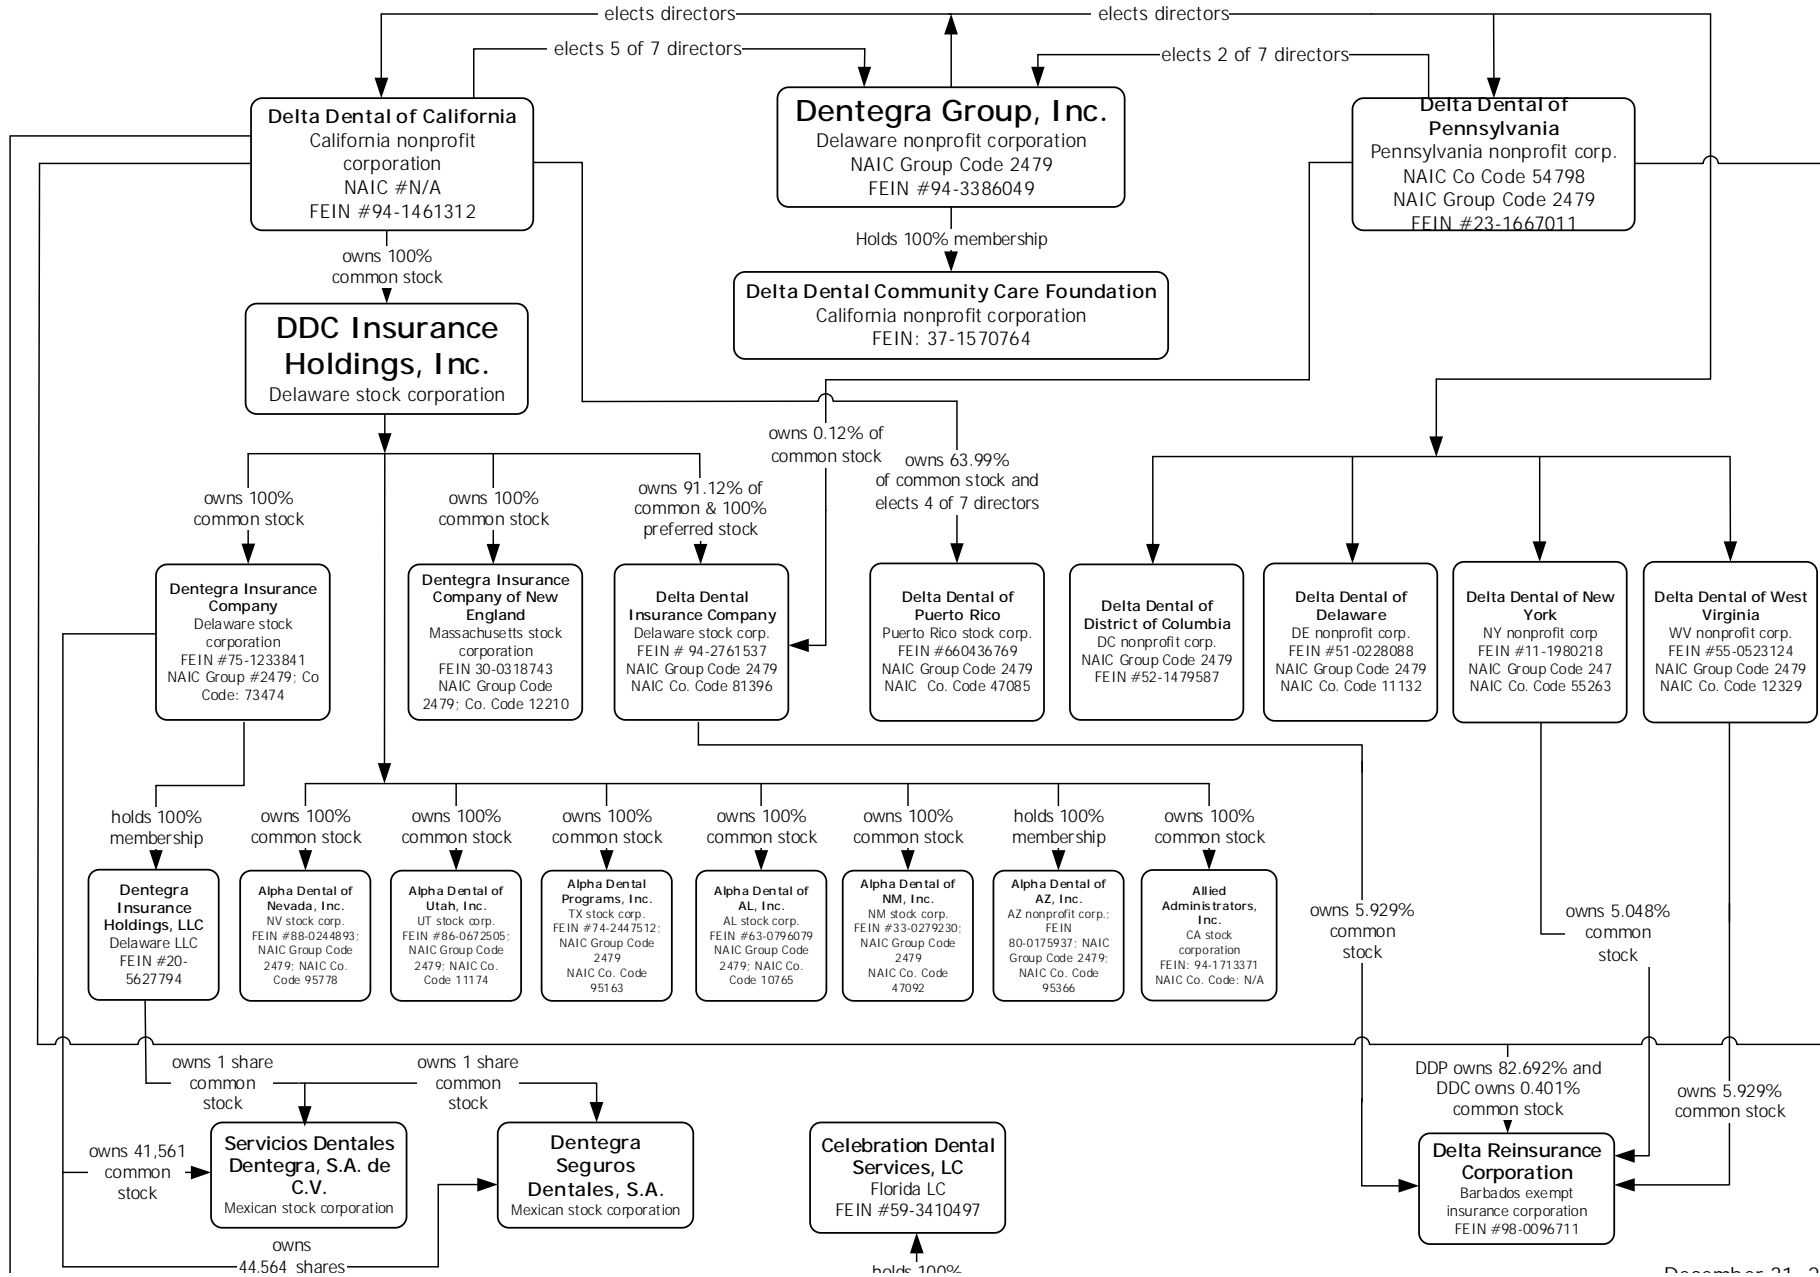 elects directors
elects directors
elects 5 of 7 directors
elects 2 of 7 directors
Delta Dental of California
California nonprofit
corporation
NAIC #N/A
FEIN #94-1461312
Dentegra Group, Inc.
Delaware nonprofit corporation
NAIC Group Code 2479
FEIN #94-3386049
Delta Dental of
Pennsylvania
Pennsylvania nonprofit corp.
NAIC Co Code 54798
NAIC Group Code 2479
FEIN #23-1667011
owns 100%
common stock
Holds 100% membership
Delta Dental Community Care Foundation
California nonprofit corporation
FEIN: 37-1570764
DDC Insurance
Holdings, Inc.
Delaware stock corporation
owns 100%
common stock
owns 100%
common stock
owns 91.12% of
common & 100%
preferred stock
owns 0.12% of
common stock
owns 63.99%
of common stock and
elects 4 of 7 directors
Dentegra Insurance
Company
Delaware stock
corporation
FEIN #75-1233841
NAIC Group #2479; Co
Code: 73474
Dentegra Insurance
Company of New
England
Massachusetts stock
corporation
FEIN 30-0318743
NAIC Group Code
2479; Co. Code 12210
Delta Dental
Insurance Company
Delaware stock corp.
FEIN # 94-2761537
NAIC Group Code 2479
NAIC Co. Code 81396
Delta Dental of
Puerto Rico
Puerto Rico stock corp.
FEIN #660436769
NAIC Group Code 2479
NAIC Co. Code 47085
Delta Dental of
District of Columbia
DC nonprofit corp.
NAIC Group Code 2479
FEIN #52-1479587
Delta Dental of
Delaware
DE nonprofit corp.
FEIN #51-0228088
NAIC Group Code 2479
NAIC Co. Code 11132
Delta Dental of New
York
NY nonprofit corp
FEIN #11-1980218
NAIC Group Code 247
NAIC Co. Code 55263
Delta Dental of West
Virginia
WV nonprofit corp.
FEIN #55-0523124
NAIC Group Code 2479
NAIC Co. Code 12329
holds 100%
membership
owns 100%
common stock
owns 100%
common stock
owns 100%
common stock
owns 100%
common stock
owns 100%
common stock
holds 100%
membership
owns 100%
common stock
Dentegra
Insurance
Holdings, LLC
Delaware LLC
FEIN #20-
5627794
Alpha Dental of
Nevada, Inc.
NV stock corp.
FEIN #88-0244893;
NAIC Group Code
2479; NAIC Co.
Code 95778
Alpha Dental of
Utah, Inc.
UT stock corp.
FEIN #86-0672505;
NAIC Group Code
2479; NAIC Co.
Code 11174
Alpha Dental
Programs, Inc.
TX stock corp.
FEIN #74-2447512;
NAIC Group Code
2479
NAIC Co. Code
95163
Alpha Dental of
AL, Inc.
AL stock corp.
FEIN #63-0796079
NAIC Group Code
2479; NAIC Co.
Code 10765
Alpha Dental of
NM, Inc.
NM stock corp.
FEIN #33-0279230;
NAIC Group Code
2479
NAIC Co. Code
47092
Alpha Dental of
AZ, Inc.
AZ nonprofit corp.;
FEIN
80-0175937; NAIC
Group Code 2479;
NAIC Co. Code
95366
Allied
Administrators,
Inc.
CA stock
corporation
FEIN: 94-1713371
NAIC Co. Code: N/A
owns 5.929%
common
stock
owns 5.048%
common
stock
owns 1 share
common
stock
owns 1 share
common
stock
DDP owns 82.692% and
DDC owns 0.401%
common stock
owns 5.929%
common stock
owns 41,561
common
stock
Servicios Dentales
Dentegra, S.A. de
C.V.
Mexican stock corporation
Dentegra
Seguros
Dentales, S.A.
Mexican stock corporation
Celebration Dental
Services, LC
Florida LC
FEIN #59-3410497
Delta Reinsurance
Corporation
Barbados exempt
insurance corporation
FEIN #98-0096711
owns
44,564 shares
holds 100%